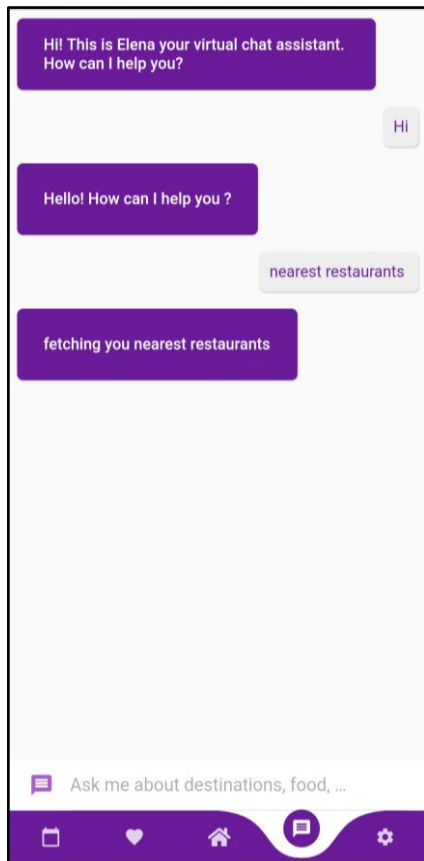 Hi! This is Elena your virtual chat assistant.
How can I help you?
Hi
Hello! How can I help you ?
nearest restaurants
fetching you nearest restaurants
Ask me about destinations, food, ...